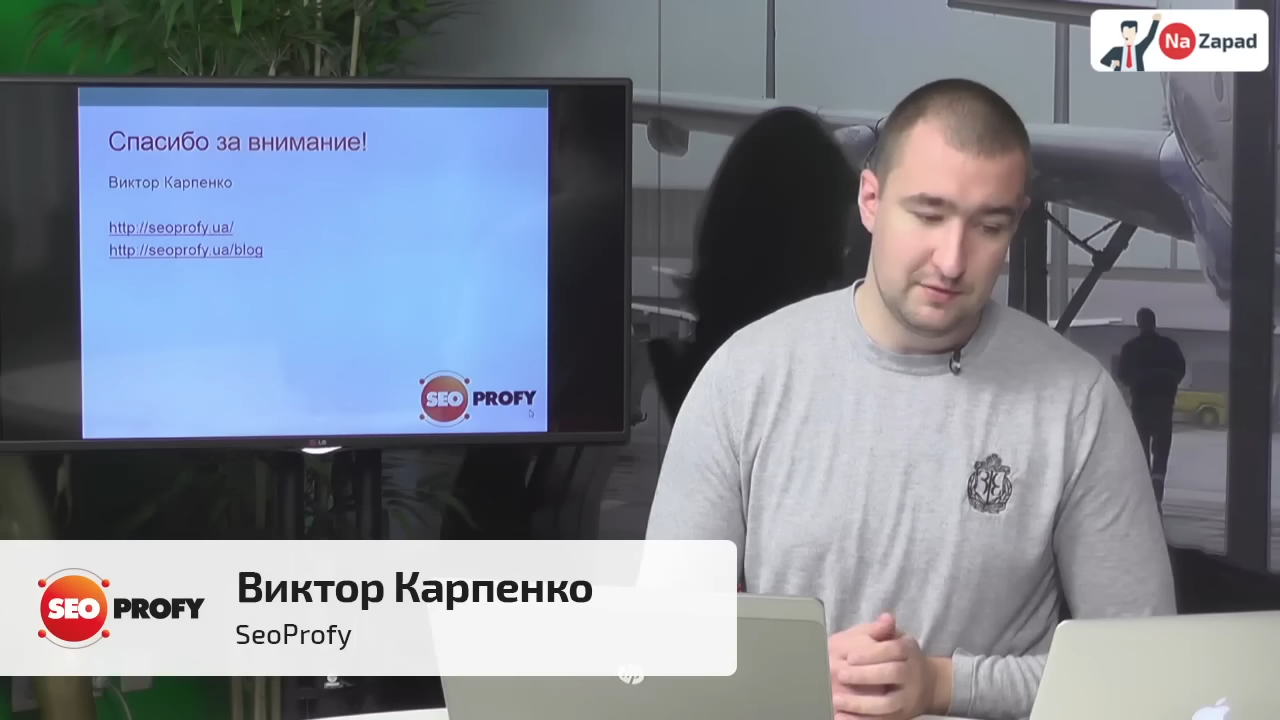 Na Zapad
Спасибо за внимание!
Виктор Карпенко
http://seoprofy.ua/
http://seoprofy.ua/blog
SEO PROFY
LG
SEO PROFY
Виктор Карпенко
SeoProfy
hp